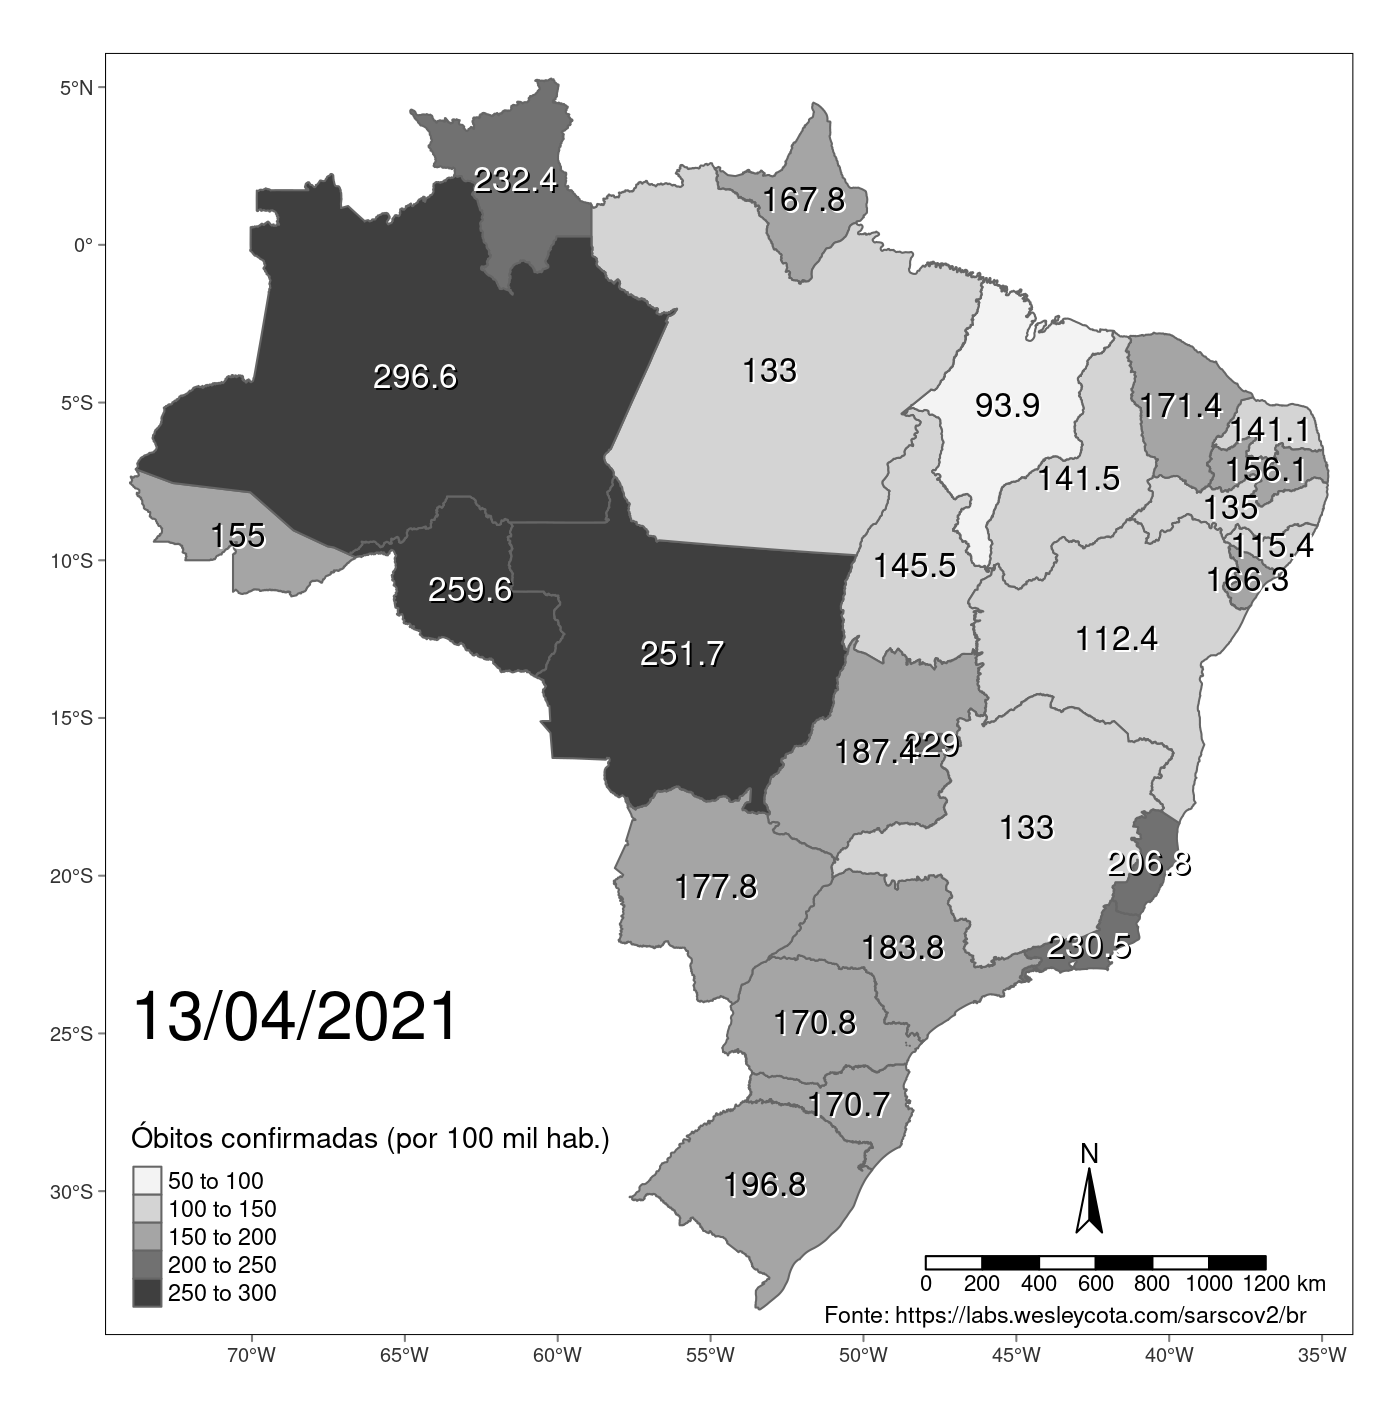 5°N
0°
5°S
10°S
15°S
20°S
25°S
30°S
232.4
167.8
296.6
133
93.9
171.4
141.1
156.1
141.5
135
155
115.4
145.5
166.3
259.6
112.4
251.7
187.4
229
133
206.8
177.8
183.8
230.5
170.8
170.7
196.8
13/04/2021
Óbitos confirmadas (por 100 mil hab.)
50 to 100
100 to 150
150 to 200
200 to 250
250 to 300
N
0 200 400 600 800 1000 1200 km
Fonte: https://labs.wesleycota.com/sarscov2/br
70°W 65°W 60°W 55°W 50°W 45°W 40°W 35°W